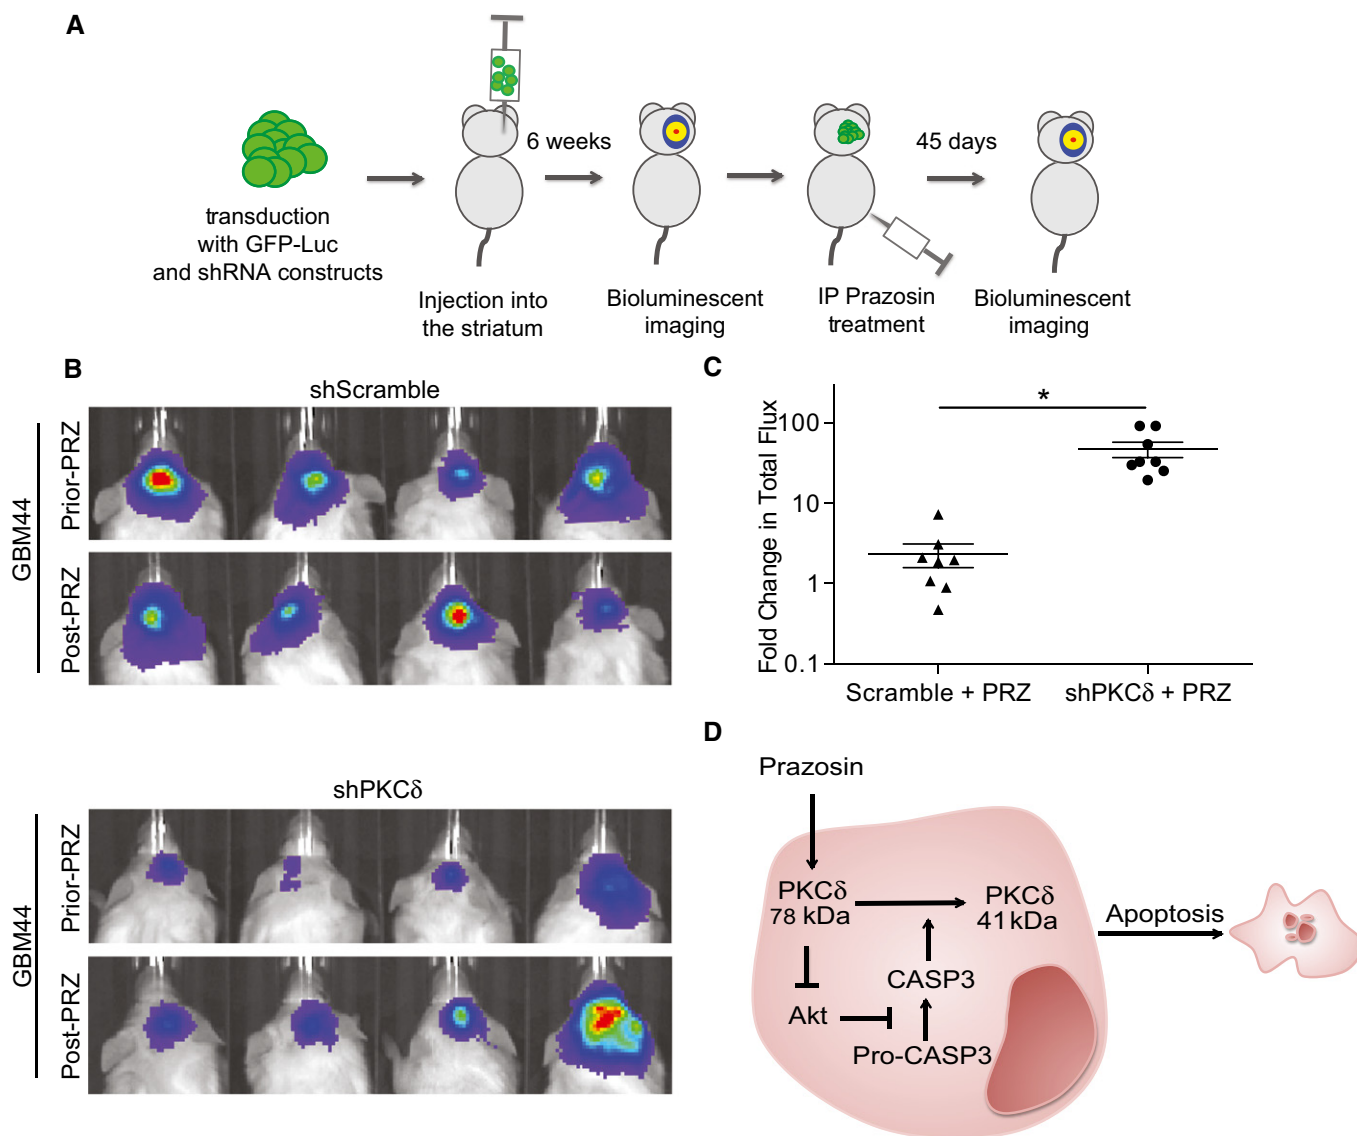 A
6 weeks
45 days
transduction
with GFP-Luc
and shRNA constructs
Injection into
the striatum
Bioluminescent
imaging
IP Prazosin
treatment
Bioluminescent
imaging
B
shScramble
GBM44
Prior-PRZ
Post-PRZ
shPKCδ
GBM44
Prior-PRZ
Post-PRZ
C
Fold Change in Total Flux
100
10
1
0.1
*
Scramble + PRZ
shPKCδ + PRZ
D
Prazosin
PKCδ
78 kDa
PKCδ
41kDa
Apoptosis
CASP3
Akt
Pro-CASP3